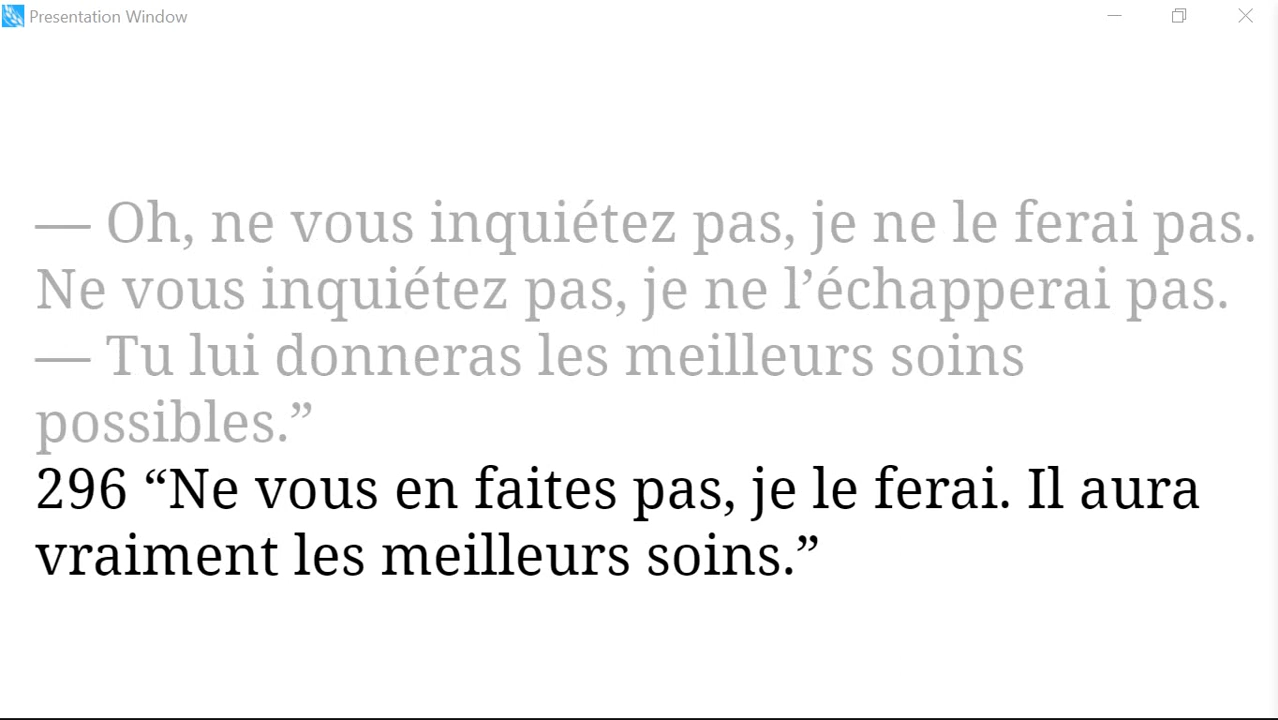 Presentation Window
— Oh, ne vous inquiétez pas, je ne le ferai pas.
Ne vous inquiétez pas, je ne l’échapperai pas.
— Tu lui donneras les meilleurs soins
possibles.”
296 “Ne vous en faites pas, je le ferai. Il aura
vraiment les meilleurs soins.”